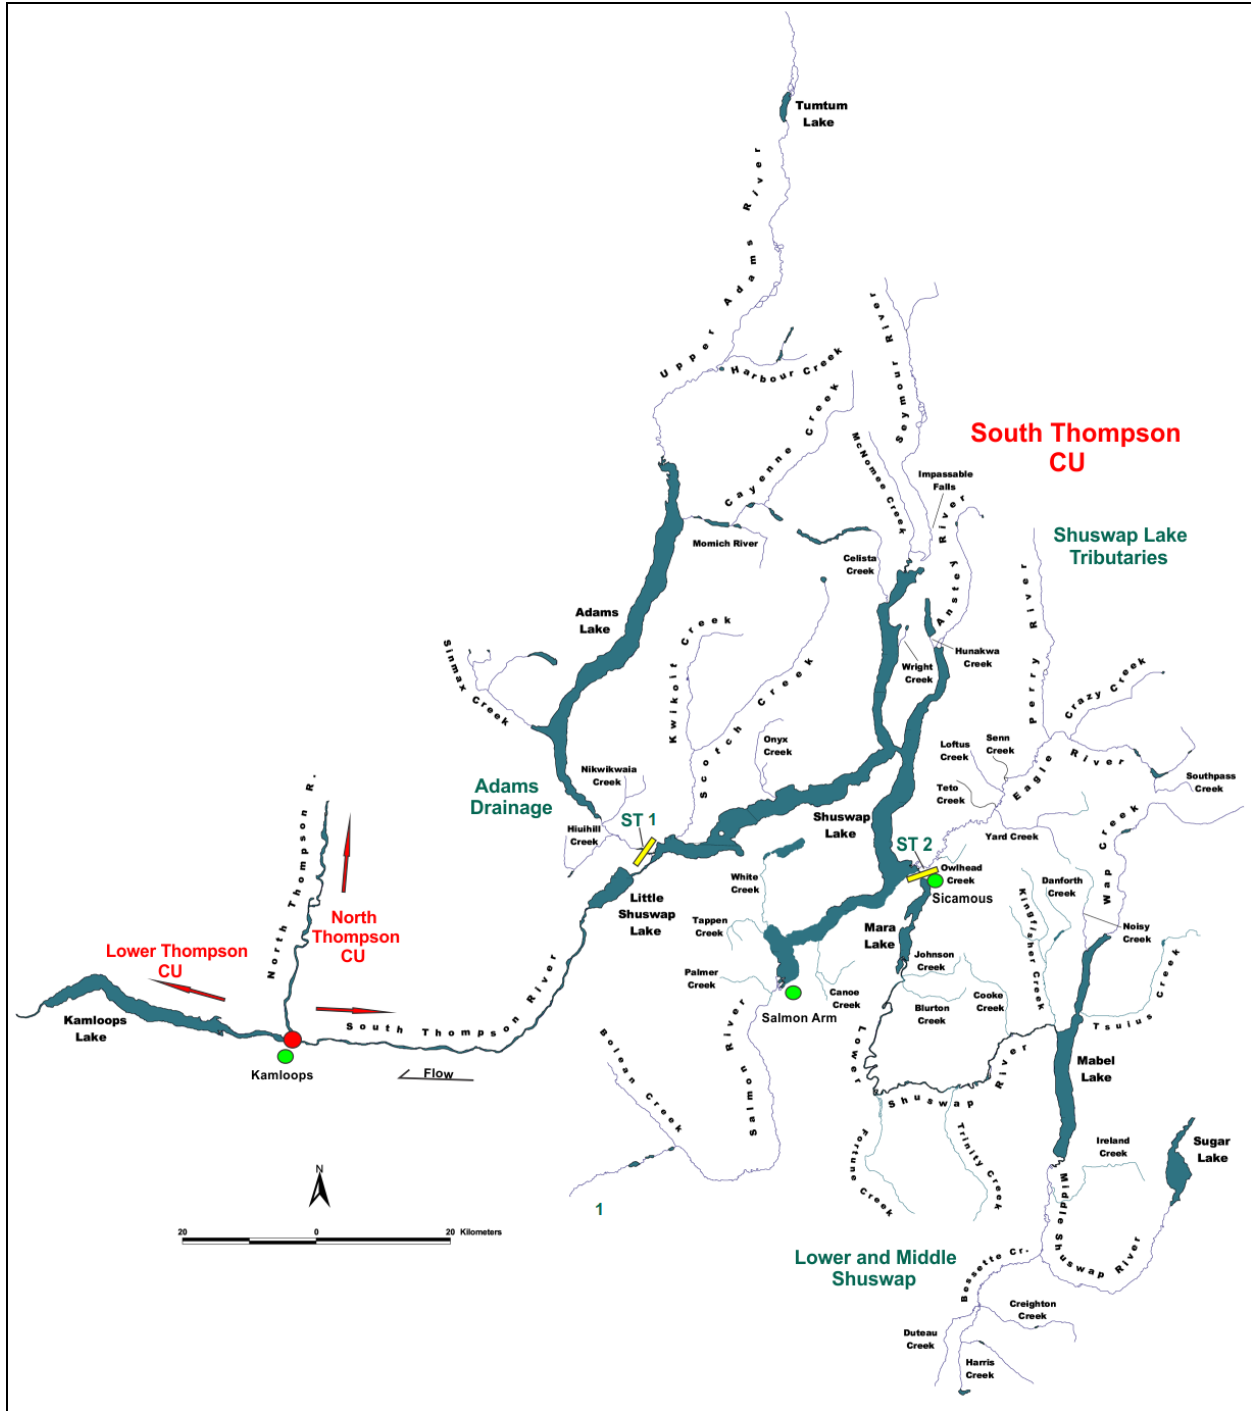 Tumtum
Lake
Upper Adams River
Harbour Creek
Seymour River
Cayenne Creek
McNomee Creek
South Thompson
CU
Impassable
Falls
Anstey River
Shuswap Lake
Tributaries
Momich River
Celista
Creek
Perry River
Adams
Lake
Sinmax Creek
Kwikoit Creek
Scotch Creek
Wright
Creek
Hunakwa
Creek
Crazy Creek
Onyx
Creek
Loftus
Creek
Senn
Creek
Eagle River
Southpass
Creek
Nikwikwaia
Creek
Adams
Drainage
Teto
Creek
North Thompson R.
ST 1
Hiuihill
Creek
Shuswap
Lake
Yard Creek
Wap Creek
ST 2
Owlhead
Creek
Sicamous
White
Creek
Danforth
Creek
Kingfisher Creek
Little
Shuswap
Lake
Tappen
Creek
Mara
Lake
Noisy
Creek
North
Thompson
CU
Lower Thompson
CU
Johnson
Creek
Palmer
Creek
Canoe
Creek
Cooke
Creek
Blurton
Creek
Tsuius Creek
Salmon Arm
Kamloops
Lake
South Thompson River
Kamloops
Flow
Bolean Creek
Salmon River
Lower
Shuswap River
Mabel
Lake
Fortune Creek
Trinity Creek
Ireland
Creek
Sugar
Lake
N
1
20 0 20 Kilometers
Middle Shuswap River
Lower and Middle
Shuswap
Bessette Cr.
Creighton
Creek
Duteau
Creek
Harris
Creek